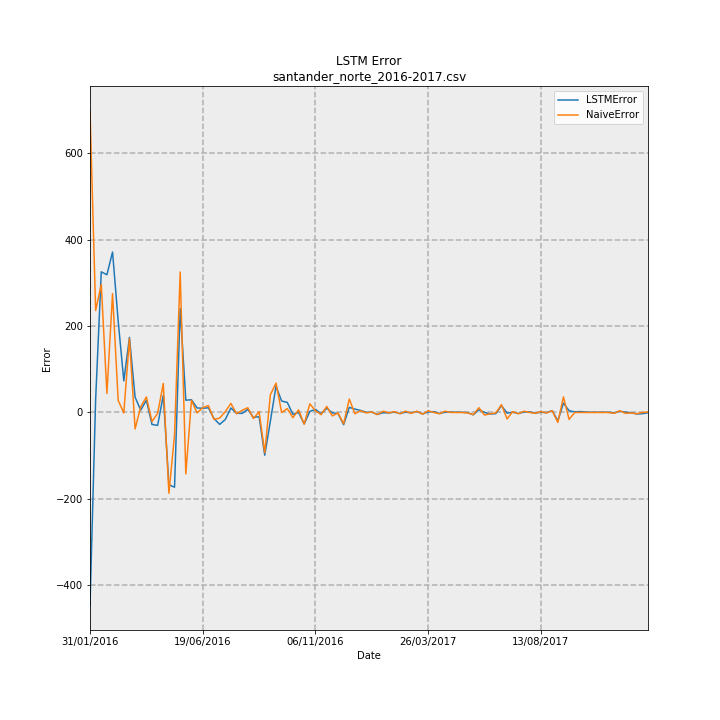 LSTM Error
santander_norte_2016-2017.csv
LSTMError
NaiveError
600
400
200
0
−200
−400
Error
31/01/2016
19/06/2016
06/11/2016
26/03/2017
13/08/2017
Date